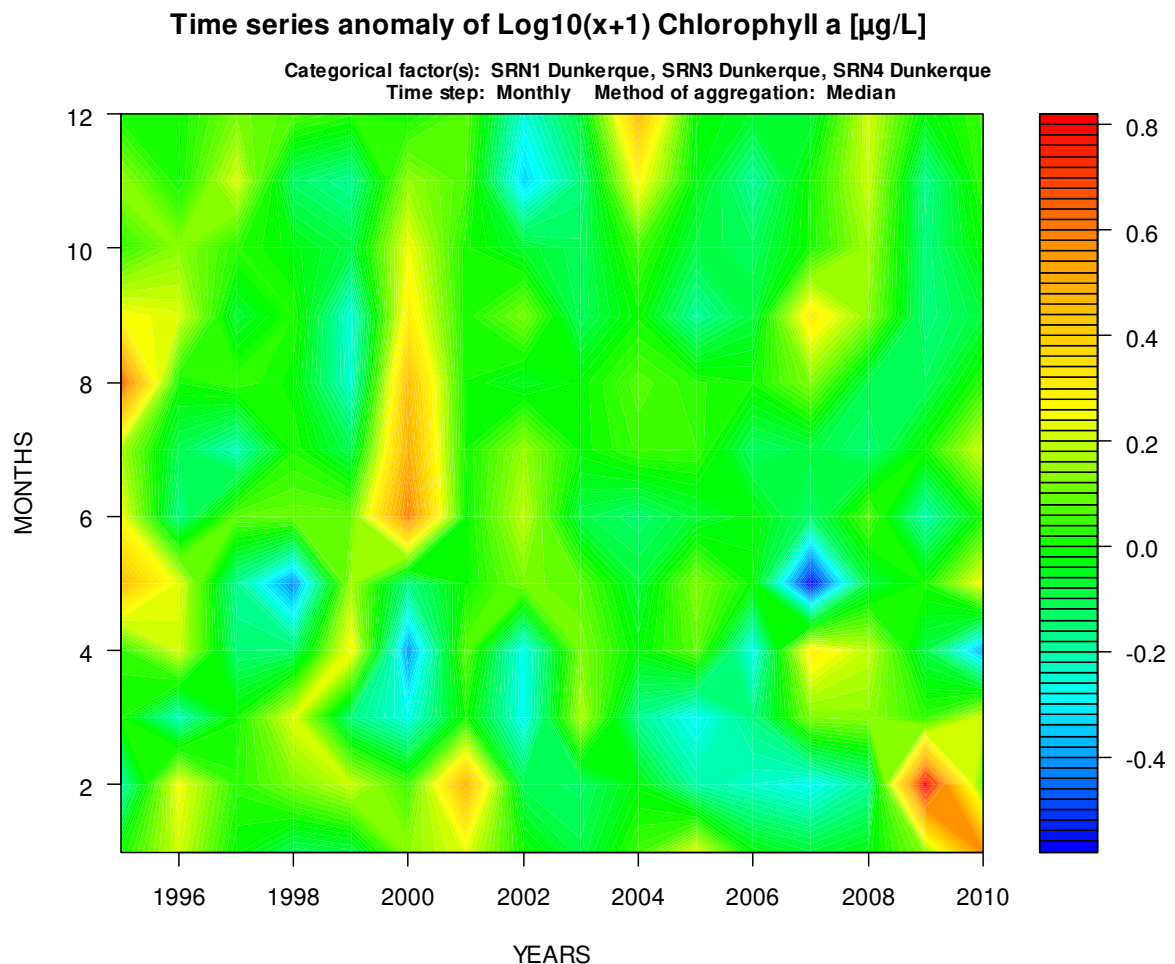 Time series anomaly of Log10(x+1) Chlorophyll a [µg/L]
Categorical factor(s): SRN1 Dunkerque, SRN3 Dunkerque, SRN4 Dunkerque
Time step: Monthly Method of aggregation: Median
MONTHS
12
10
8
6
4
2
1996 1998 2000 2002 2004 2006 2008 2010
YEARS
0.8
0.6
0.4
0.2
0.0
-0.2
-0.4